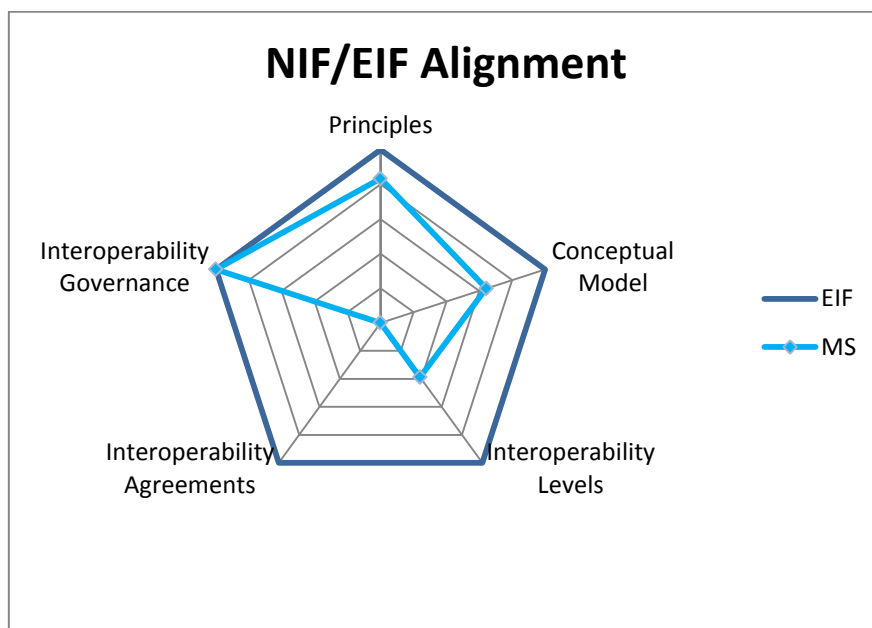 NIF/EIF Alignment
Principles
Interoperability
Governance
Conceptual
Model
EIF
MS
Interoperability
Agreements
Interoperability
Levels